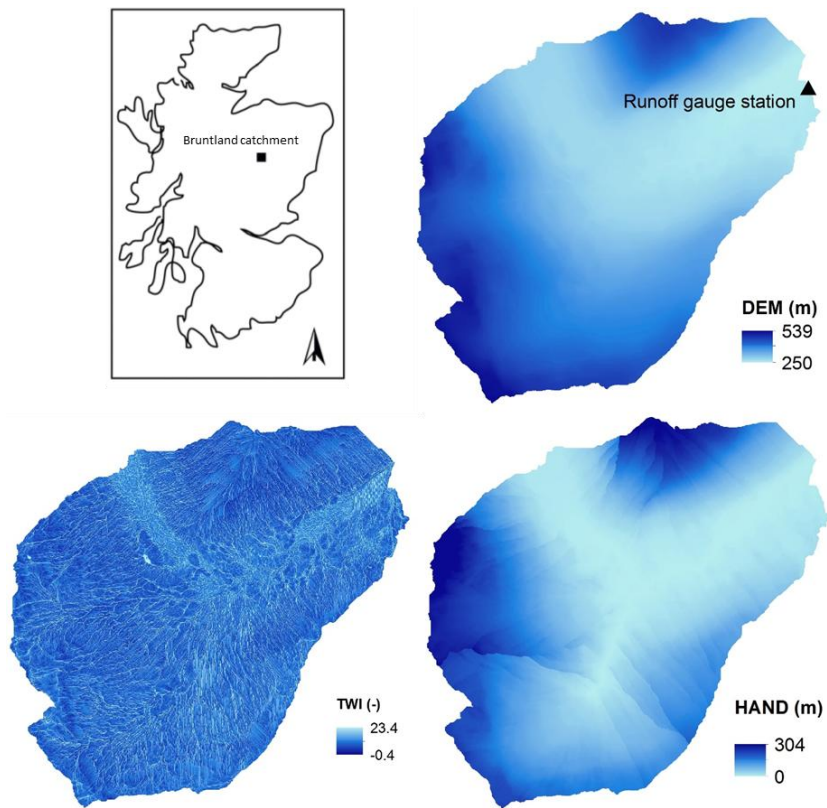 Bruntland catchment
Runoff gauge station
DEM (m)
539
250
TWI (-)
23.4
-0.4
HAND (m)
304
0